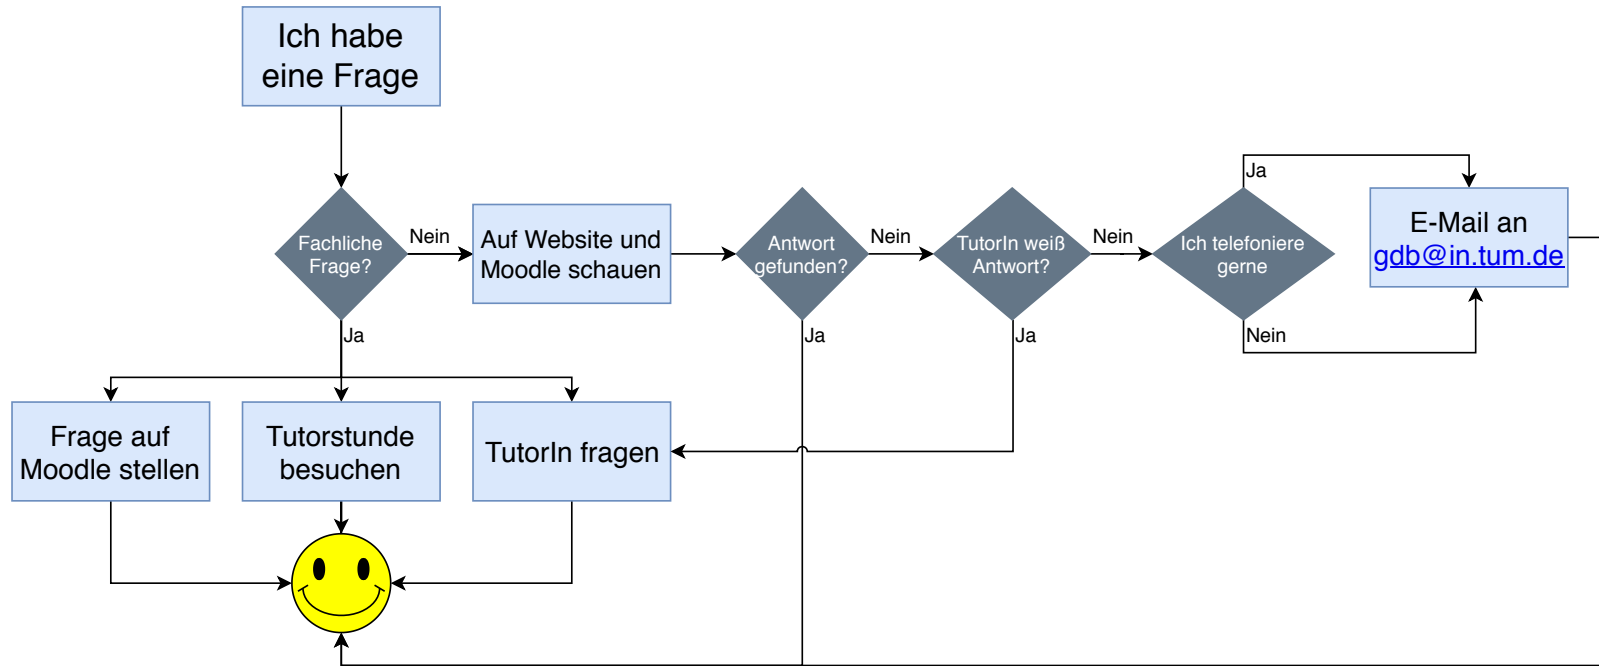 Ich habe
eine Frage
Fachliche
Frage?
Nein
Auf Website und
Moodle schauen
Antwort
gefunden?
Nein
TutorIn weiß
Antwort?
Nein
Ich telefoniere
gerne
Ja
E-Mail an
gdb@in.tum.de
Nein
Ja
Ja
Ja
Frage auf
Moodle stellen
Tutorstunde
besuchen
TutorIn fragen